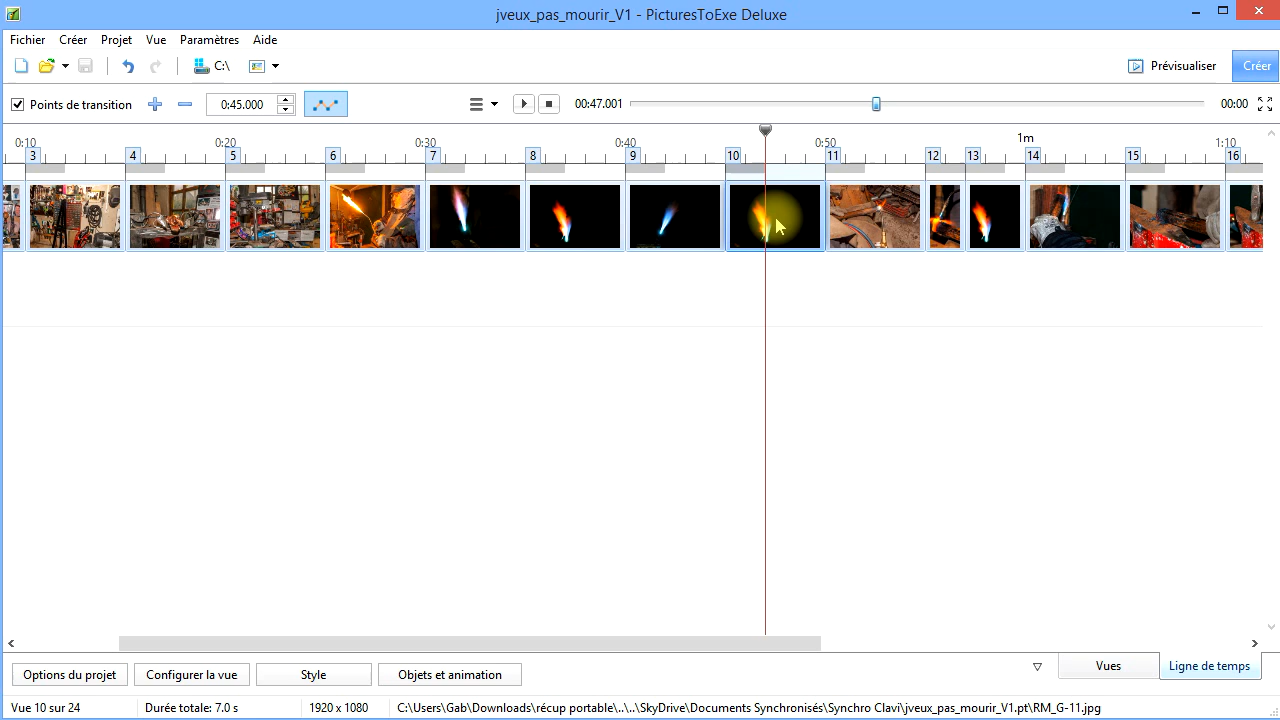 jveux_pas_mourir_V1 - PicturesToExe Deluxe
Fichier Créer Projet Vue Paramètres Aide
C:\ Prévisualiser Créer
Points de transition 0:45.000 00:47.001 00:00
0:10 0:20 0:30 0:40 0:50 1m 1:10
3 4 5 6 7 8 9 10 11 12 13 14 15 16
Options du projet Configurer la vue Style Objets et animation Vues Ligne de temps
Vue 10 sur 24 Durée totale: 7.0 s 1920 x 1080 C:\Users\Gab\Downloads\récup portable\..\..\SkyDrive\Documents Synchronisés\Synchro Clavi\jveux_pas_mourir_V1.pt\RM_G-11.jpg